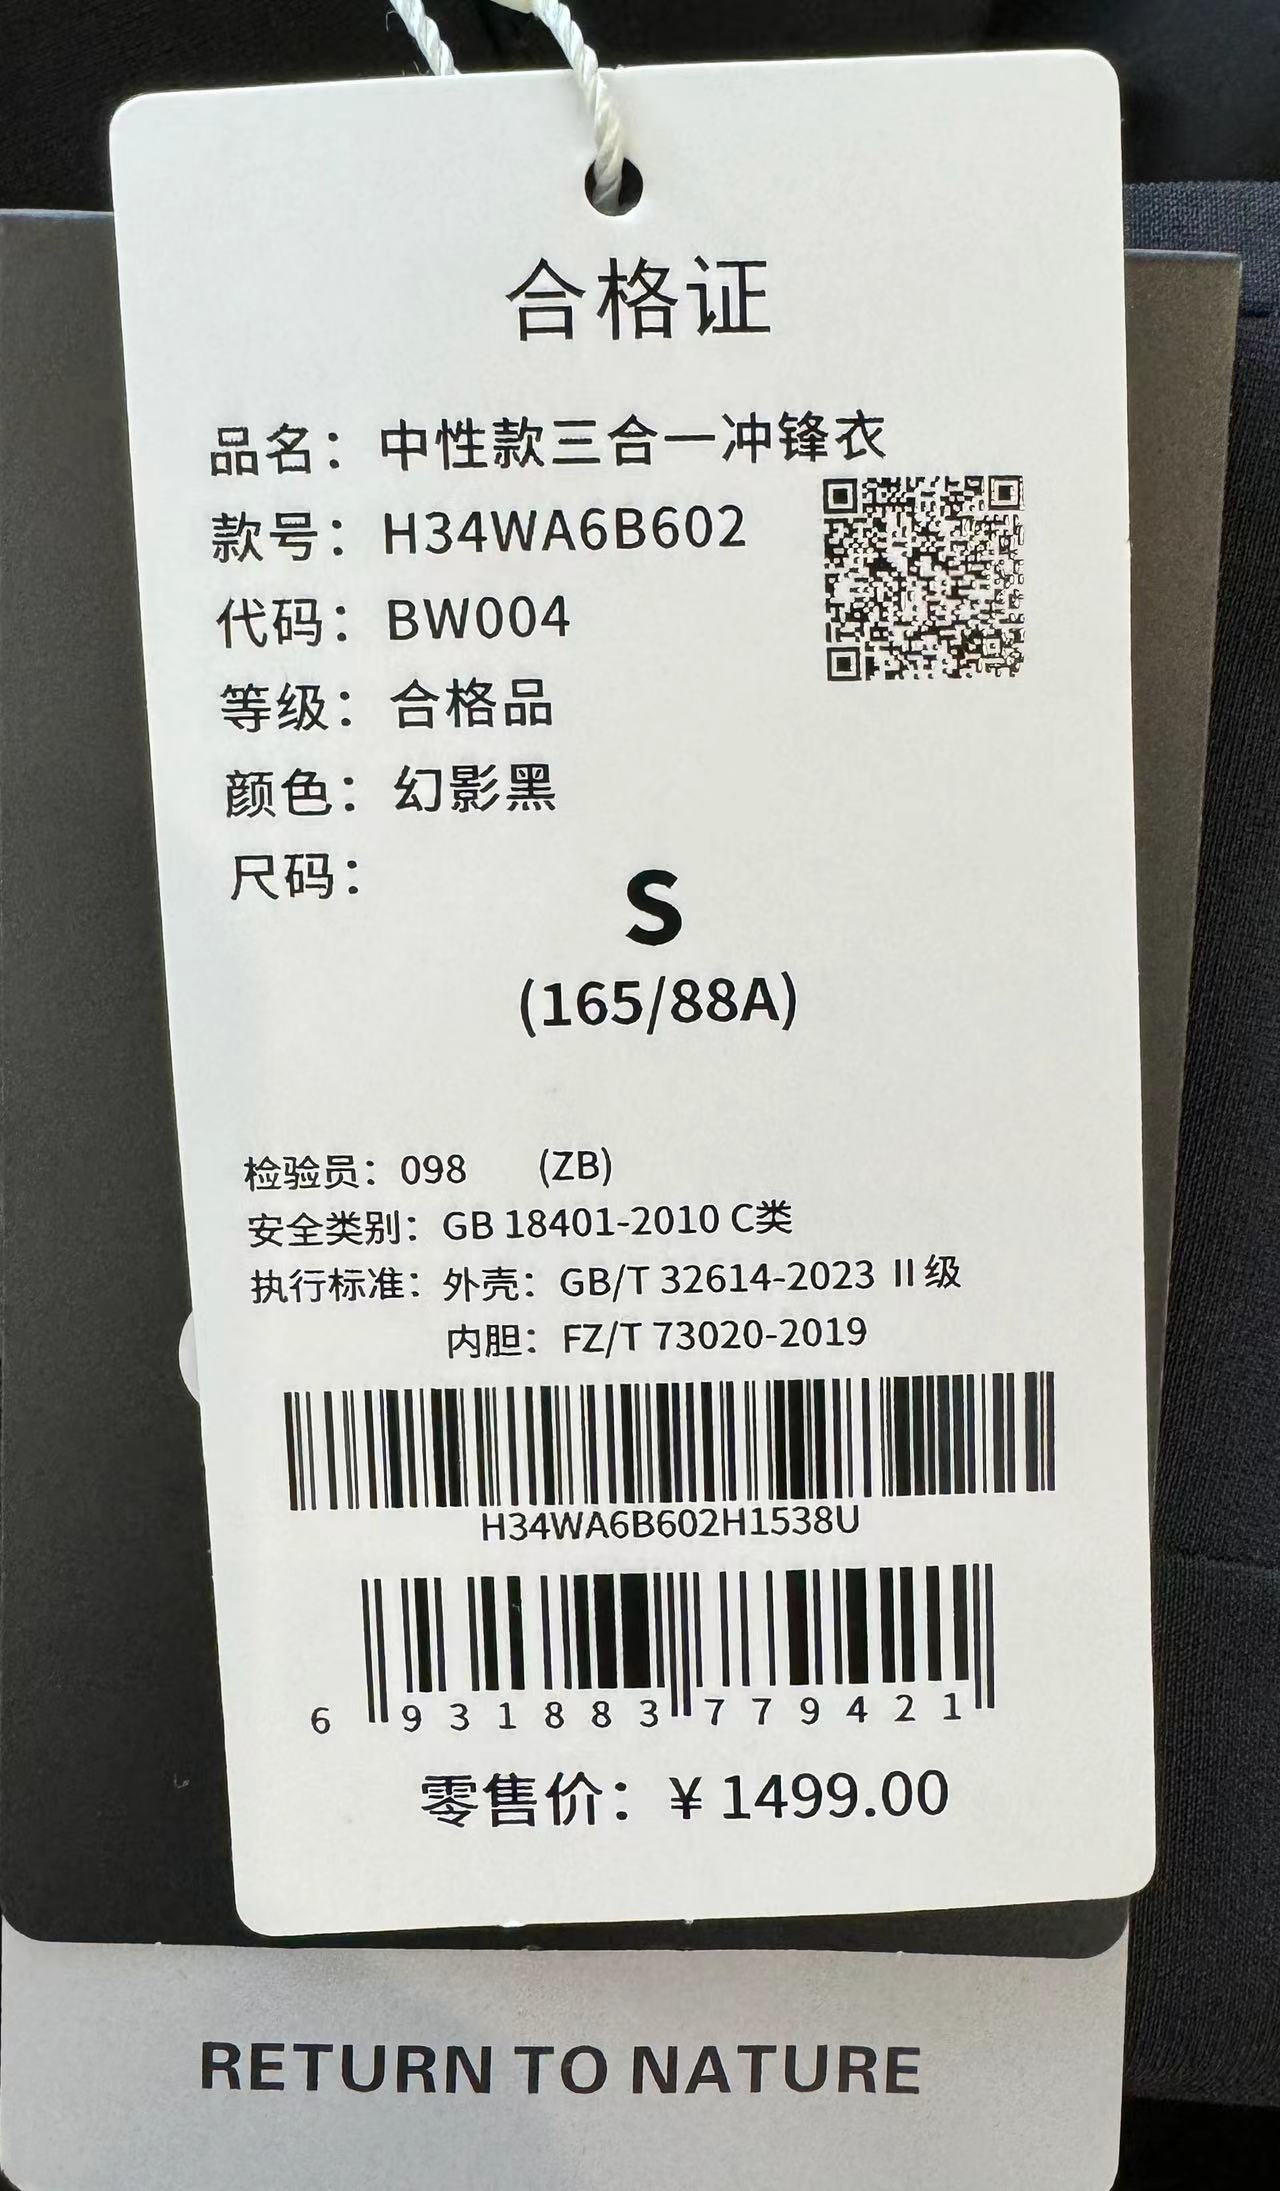 合格证
品名：中性款三合一冲锋衣
款号：H34WA6B602
代码：BW004
等级：合格品
颜色：幻影黑
尺码：
S
(165/88A)
检验员：098 (ZB)
安全类别：GB 18401-2010 C类
执行标准：外壳：GB/T 32614-2023 II级
内胆：FZ/T 73020-2019
H34WA6B602H1538U
6 931883 779421
零售价：¥ 1499.00
RETURN TO NATURE